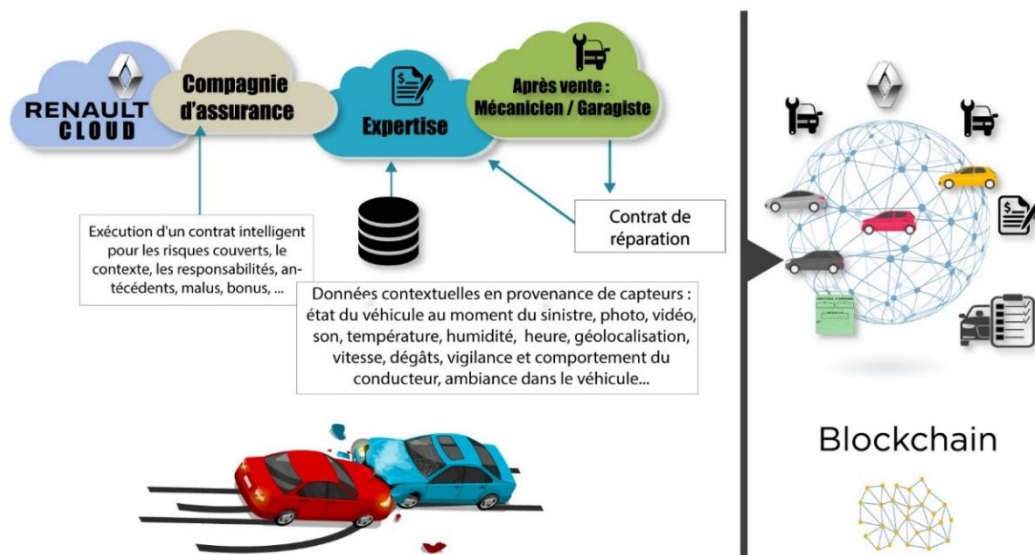 RENAULT
CLOUD
Compagnie
d'assurance
Expertise
Après vente :
Mécanicien / Garagiste
Exécution d'un contrat intelligent
pour les risques couverts, le
contexte, les responsabilités, an-
técédents, malus, bonus, ...
Contrat de
réparation
Données contextuelles en provenance de capteurs :
état du véhicule au moment du sinistre, photo, vidéo,
son, température, humidité, heure, géolocalisation,
vitesse, dégâts, vigilance et comportement du
conducteur, ambiance dans le véhicule...
Blockchain